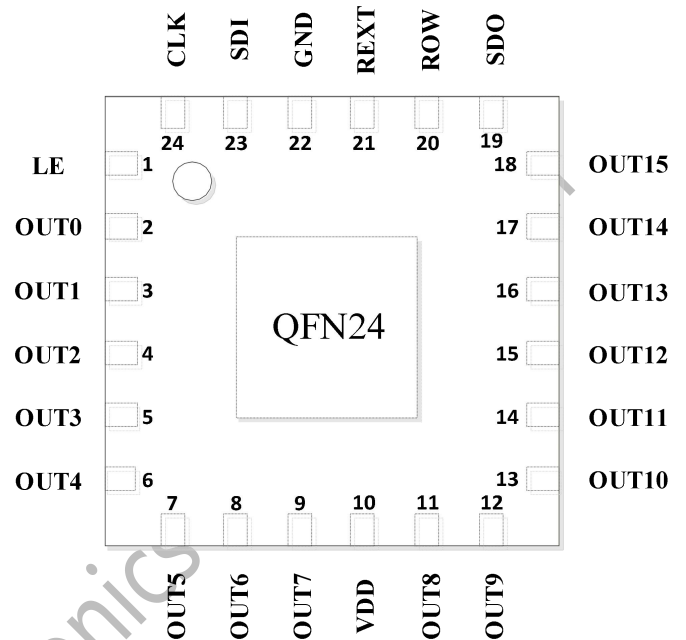 CLK SDI GND REXT ROW SDO
24 23 22 21 20 19
LE 1 18 OUT15
OUT0 2 17 OUT14
OUT1 3 16 OUT13
OUT2 4 15 OUT12
OUT3 5 14 OUT11
OUT4 6 13 OUT10
QFN24
7 8 9 10 11 12
OUT5 OUT6 OUT7 VDD OUT8 OUT9